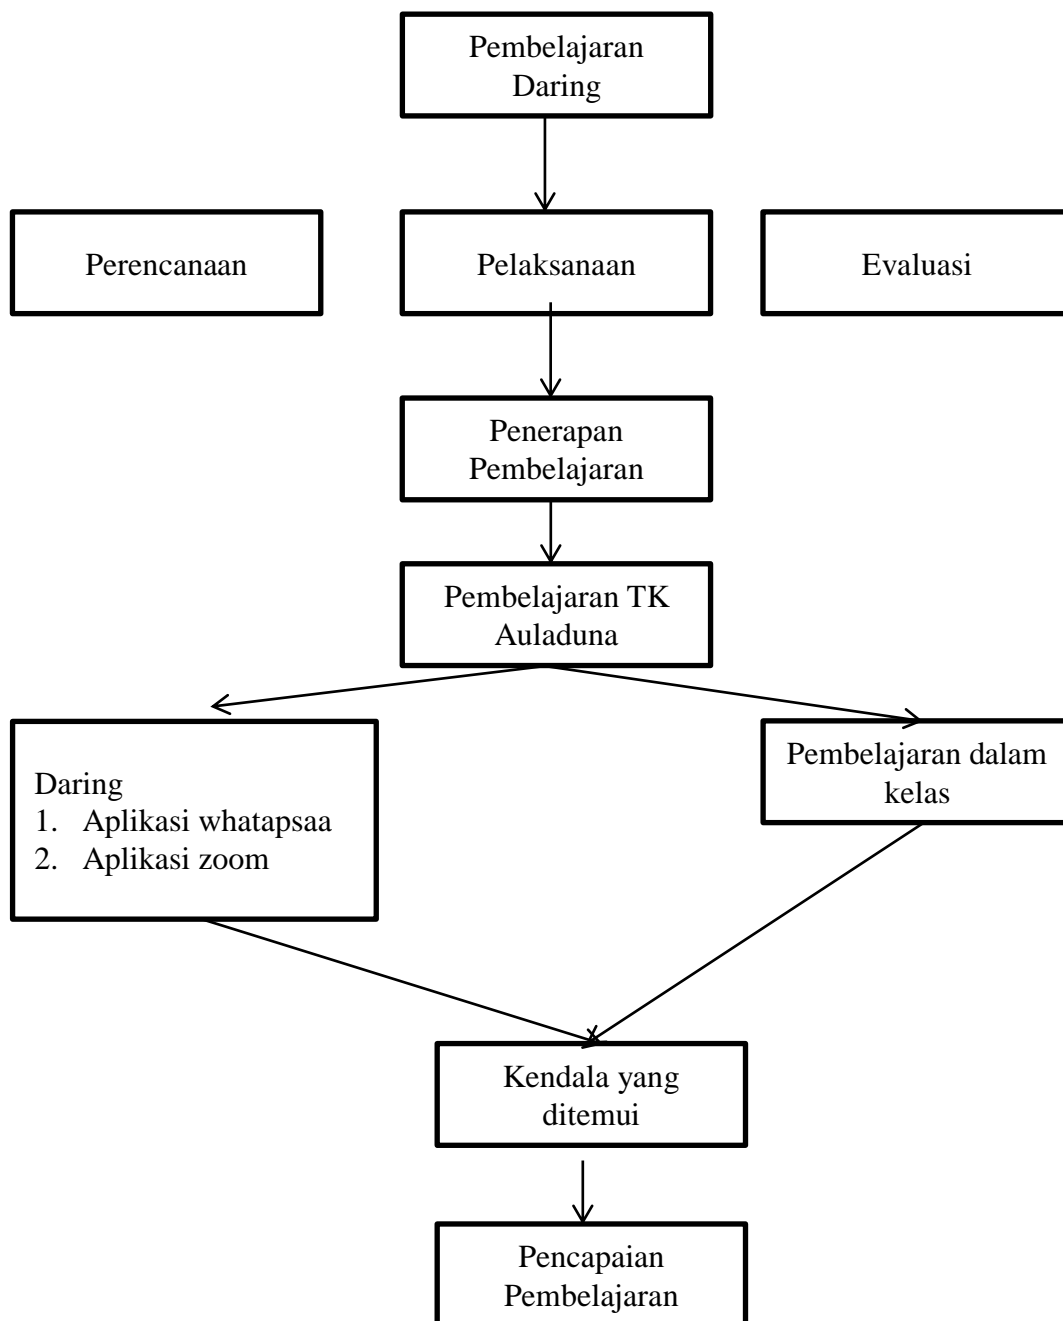 Pembelajaran
Daring
Perencanaan
Pelaksanaan
Evaluasi
Penerapan
Pembelajaran
Pembelajaran TK
Auladuna
Daring
1. Aplikasi whatapsaa
2. Aplikasi zoom
Pembelajaran dalam
kelas
Kendala yang
ditemui
Pencapaian
Pembelajaran